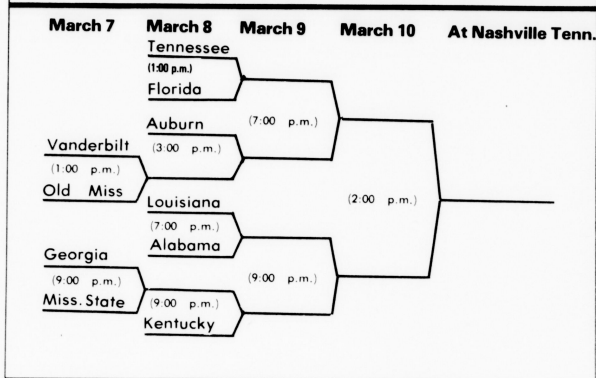 March 7 March 8 March 9 March 10 At Nashville Tenn.
Tennessee
(1:00 p.m.)
Florida
Auburn
(7:00 p.m.)
Vanderbilt
(3:00 p.m.)
(1:00 p.m.)
Old Miss
Louisiana
(2:00 p.m.)
(7:00 p.m.)
Georgia
Alabama
(9:00 p.m.)
(9:00 p.m.)
Miss. State
(9:00 p.m.)
Kentucky